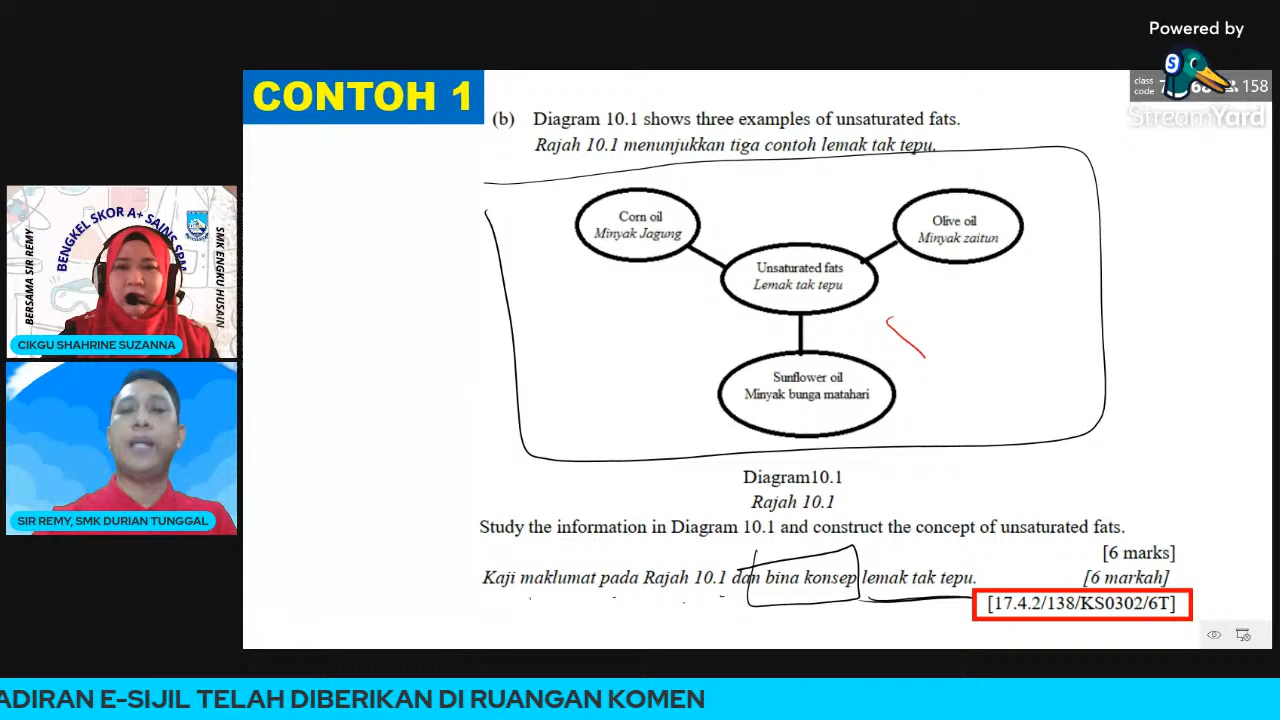 Powered by
StreamYard
class
code
158
CONTOH 1
(b) Diagram 10.1 shows three examples of unsaturated fats.
Rajah 10.1 menunjukkan tiga contoh lemak tak tepu.
Corn oil
Minyak Jagung
Olive oil
Minyak zaitun
Unsaturated fats
Lemak tak tepu
Sunflower oil
Minyak bunga matahari
Diagram10.1
Rajah 10.1
Study the information in Diagram 10.1 and construct the concept of unsaturated fats.
[6 marks]
Kaji maklumat pada Rajah 10.1 dan bina konsep lemak tak tepu.
[6 markah]
[17.4.2/138/KS0302/6T]
BENGKEL SKOR A+ SAINS SPM
BERSAMA SIR REMY
SMK ENGKU HUSAIN
CIKGU SHAHRINE SUZANNA
SIR REMY, SMK DURIAN TUNGGAL
ADIRAN E-SIJIL TELAH DIBERIKAN DI RUANGAN KOMEN